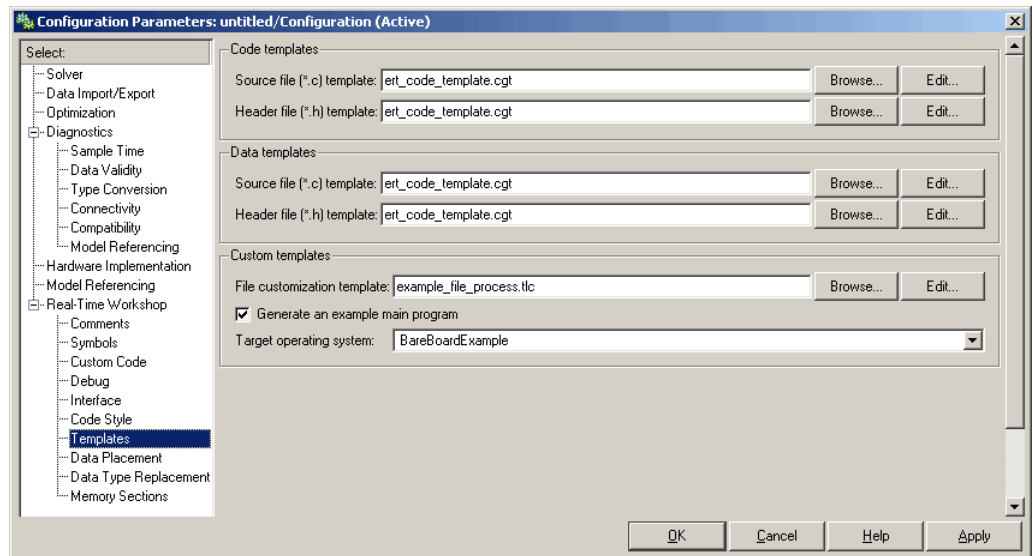 Configuration Parameters: untitled/Configuration (Active)
Select:
Solver
Data Import/Export
Optimization
Diagnostics
Sample Time
Data Validity
Type Conversion
Connectivity
Compatibility
Model Referencing
Hardware Implementation
Model Referencing
Real-Time Workshop
Comments
Symbols
Custom Code
Debug
Interface
Code Style
Templates
Data Placement
Data Type Replacement
Memory Sections
Code templates
Source file (*.c) template: ert_code_template.cgt Browse... Edit...
Header file (*.h) template: ert_code_template.cgt Browse... Edit...
Data templates
Source file (*.c) template: ert_code_template.cgt Browse... Edit...
Header file (*.h) template: ert_code_template.cgt Browse... Edit...
Custom templates
File customization template: example_file_process.tlc Browse... Edit...
Generate an example main program
Target operating system: BareBoardExample
OK Cancel Help Apply